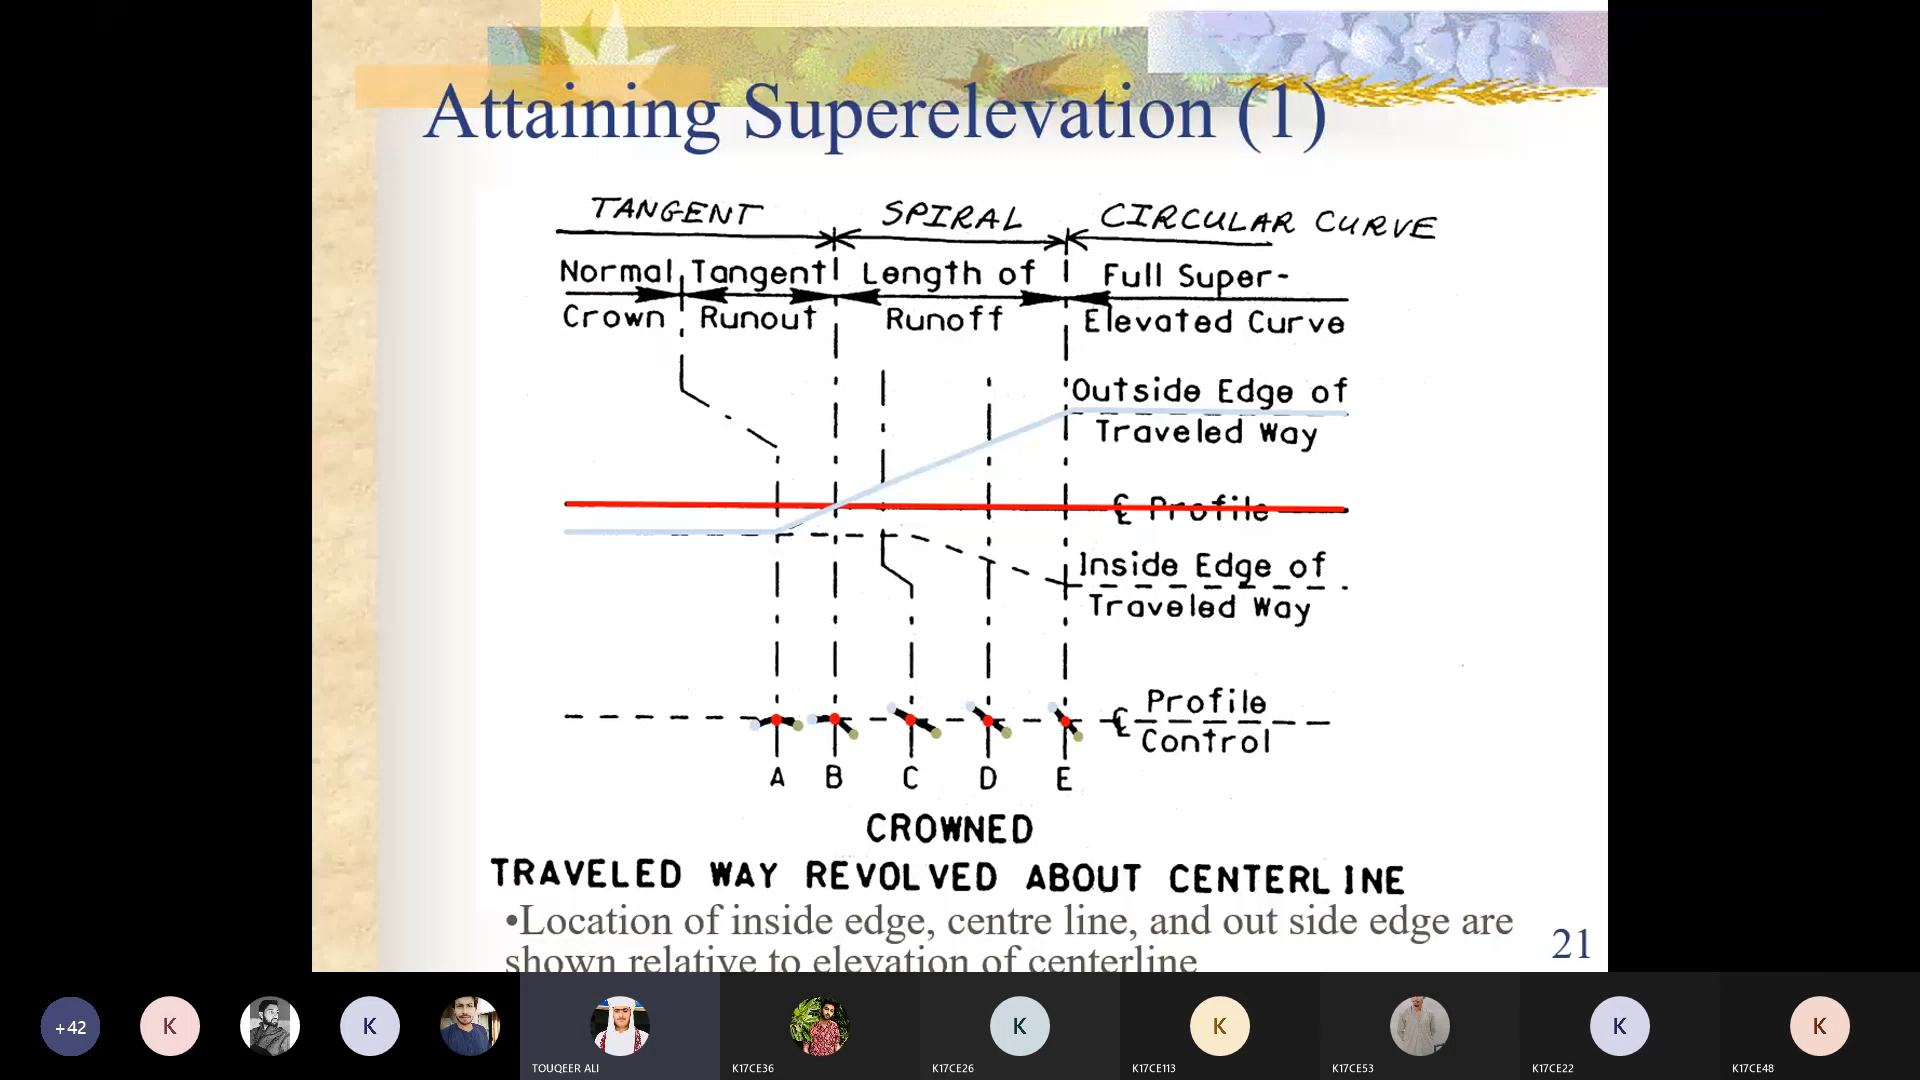 Attaining Superelevation (1)
TANGENT SPIRAL CIRCULAR CURVE
Normal Tangent Length of Full Super-
Crown Runout Runoff Elevated Curve
Outside Edge of
Traveled Way
℄ Profile
Inside Edge of
Traveled Way
℄ Profile
Control
A B C D E
CROWNED
TRAVELED WAY REVOLVED ABOUT CENTERLINE
•Location of inside edge, centre line, and out side edge are
shown relative to elevation of centerline
21
+42 K K K K K K
TOUQEER ALI K17CE36 K17CE26 K17CE113 K17CE53 K17CE22 K17CE48